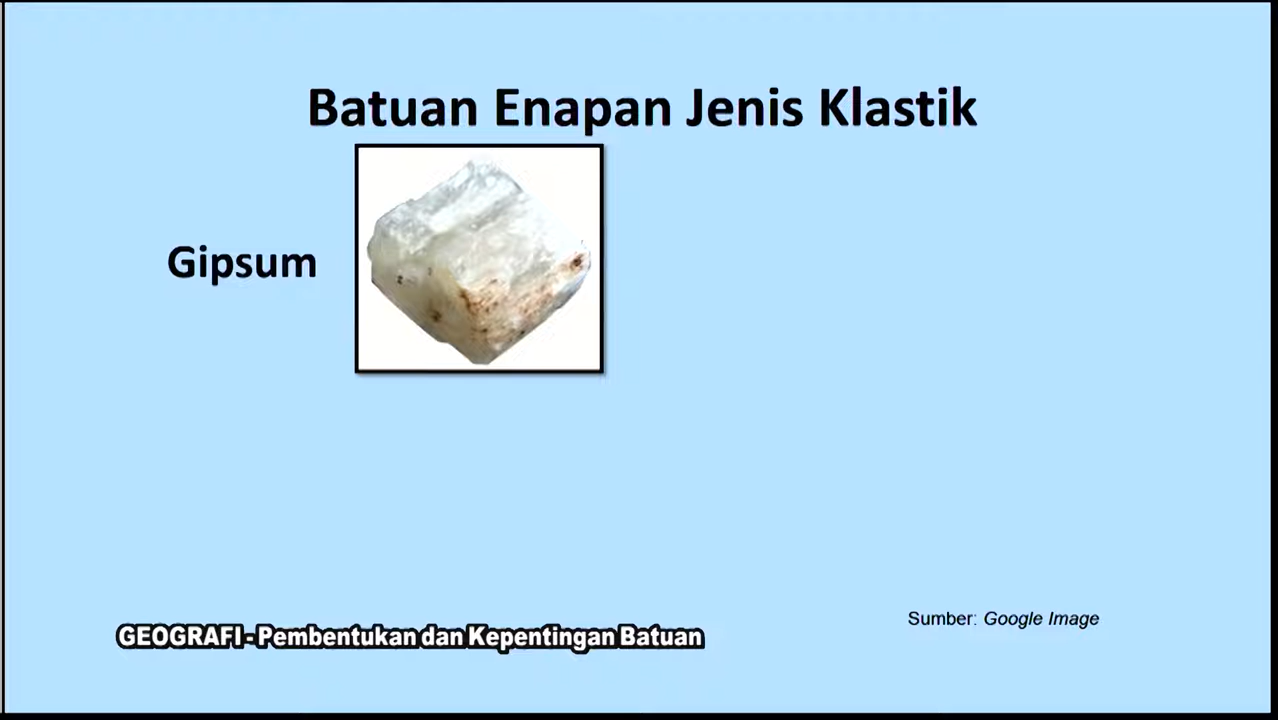 Batuan Enapan Jenis Klastik
Gipsum
Sumber: Google Image
GEOGRAFI - Pembentukan dan Kepentingan Batuan